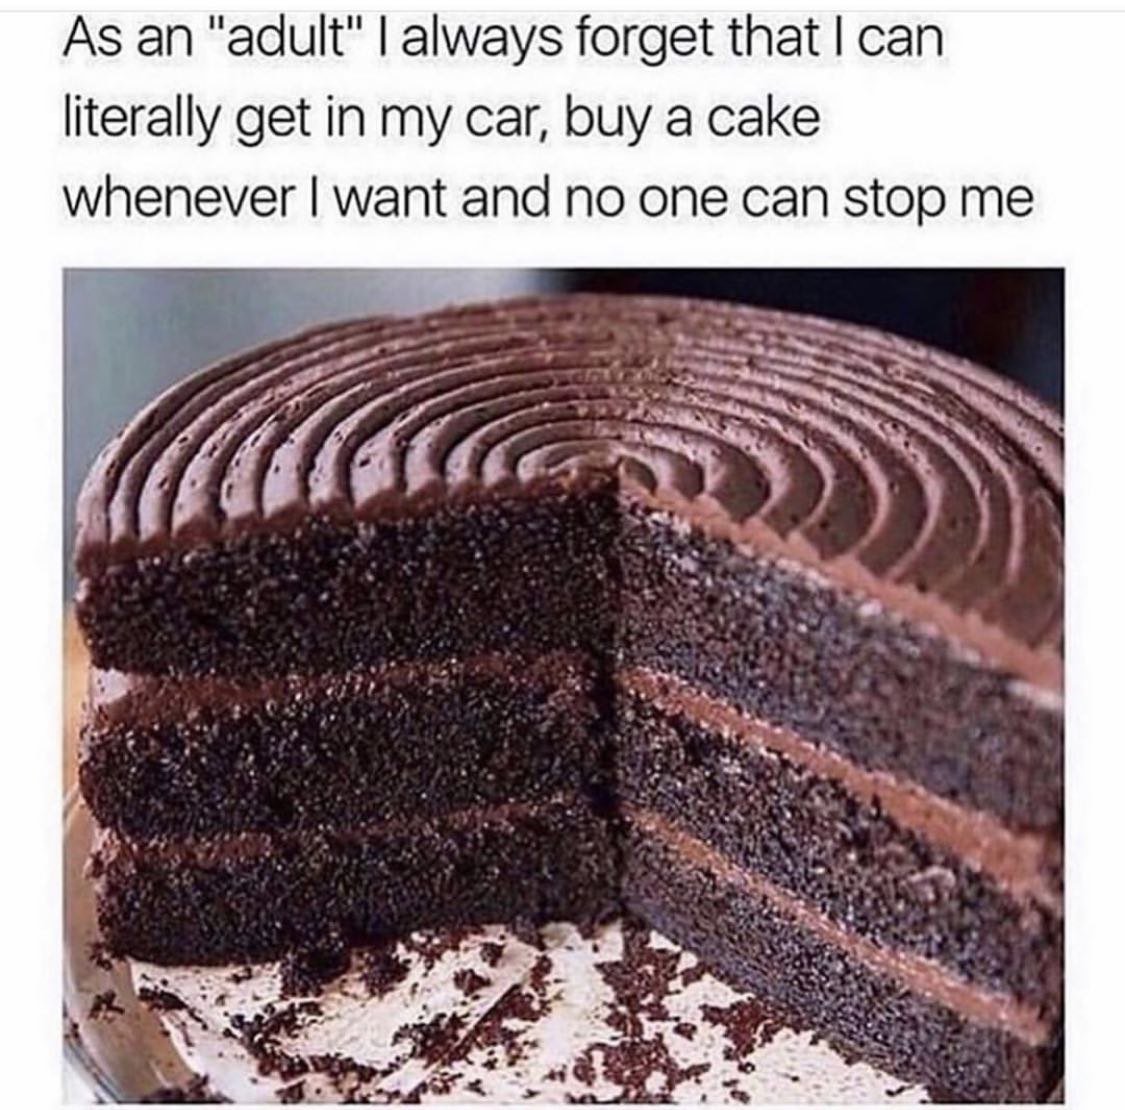 As an "adult" I always forget that I can
literally get in my car, buy a cake
whenever I want and no one can stop me